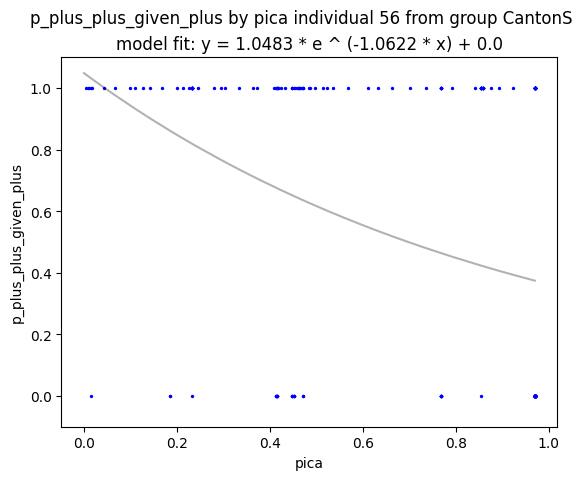 p_plus_plus_given_plus by pica individual 56 from group CantonS
model fit: y = 1.0483 * e ^ (-1.0622 * x) + 0.0
p_plus_plus_given_plus
1.0
0.8
0.6
0.4
0.2
0.0
0.0 0.2 0.4 0.6 0.8 1.0
pica